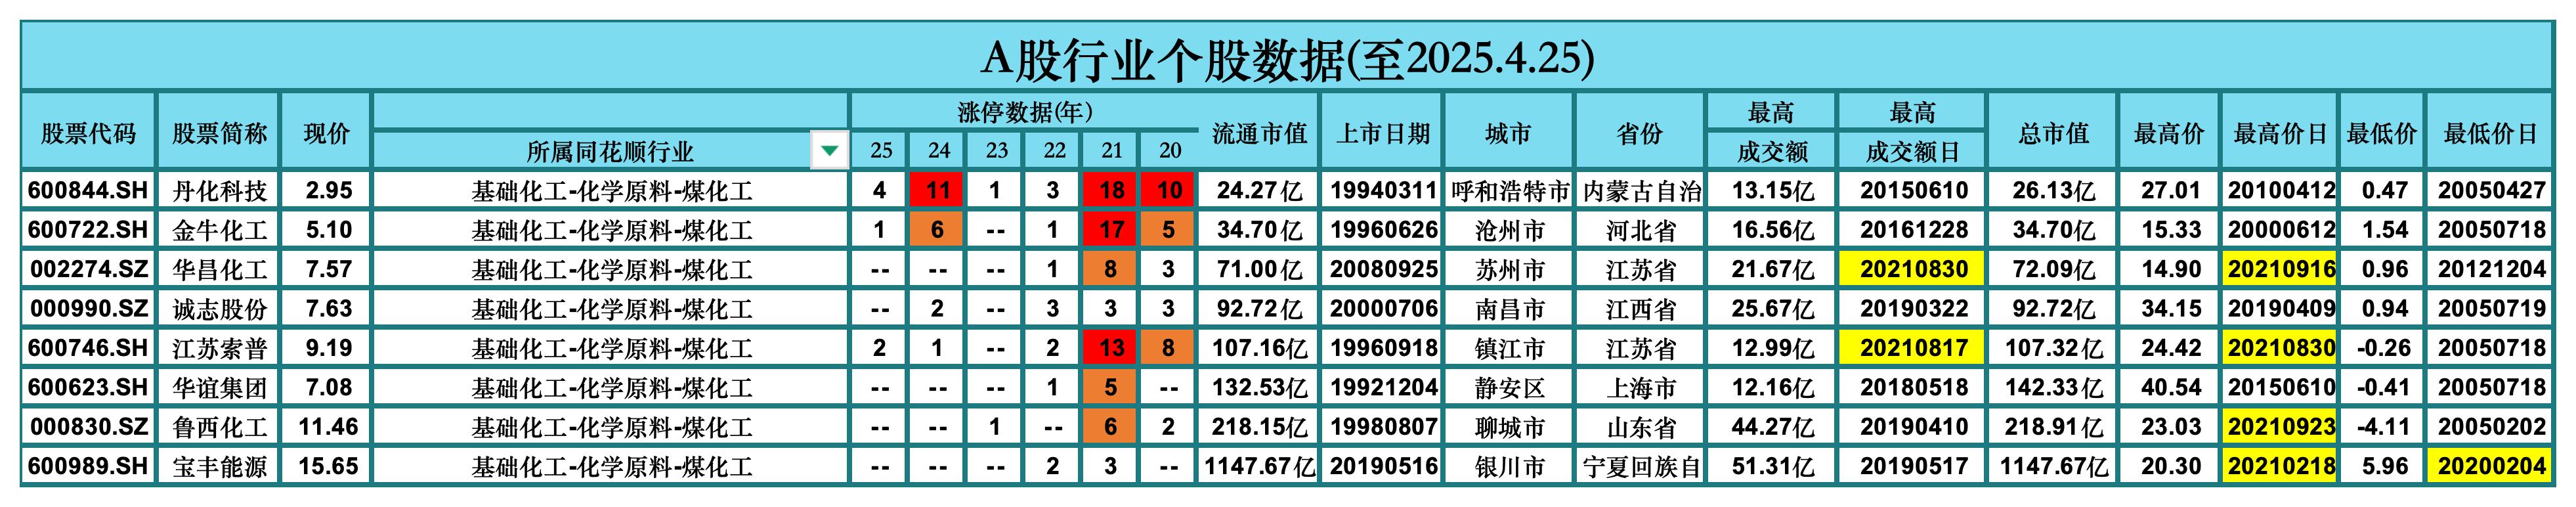 A股行业个股数据(至2025.4.25)
股票代码 股票简称 现价 所属同花顺行业 涨停数据(年) 25 24 23 22 21 20 流通市值 上市日期 城市 省份 最高成交额 最高成交额日 总市值 最高价 最高价日 最低价 最低价日
600844.SH 丹化科技 2.95 基础化工-化学原料-煤化工 4 11 1 3 18 10 24.27亿 19940311 呼和浩特市 内蒙古自治 13.15亿 20150610 26.13亿 27.01 20100412 0.47 20050427
600722.SH 金牛化工 5.10 基础化工-化学原料-煤化工 1 6 -- 1 17 5 34.70亿 19960626 沧州市 河北省 16.56亿 20161228 34.70亿 15.33 20000612 1.54 20050718
002274.SZ 华昌化工 7.57 基础化工-化学原料-煤化工 -- -- -- 1 8 3 71.00亿 20080925 苏州市 江苏省 21.67亿 20210830 72.09亿 14.90 20210916 0.96 20121204
000990.SZ 诚志股份 7.63 基础化工-化学原料-煤化工 -- 2 -- 3 3 3 92.72亿 20000706 南昌市 江西省 25.67亿 20190322 92.72亿 34.15 20190409 0.94 20050719
600746.SH 江苏索普 9.19 基础化工-化学原料-煤化工 2 1 -- 2 13 8 107.16亿 19960918 镇江市 江苏省 12.99亿 20210817 107.32亿 24.42 20210830 -0.26 20050718
600623.SH 华谊集团 7.08 基础化工-化学原料-煤化工 -- -- -- 1 5 -- 132.53亿 19921204 静安区 上海市 12.16亿 20180518 142.33亿 40.54 20150610 -0.41 20050718
000830.SZ 鲁西化工 11.46 基础化工-化学原料-煤化工 -- -- 1 -- 6 2 218.15亿 19980807 聊城市 山东省 44.27亿 20190410 218.91亿 23.03 20210923 -4.11 20050202
600989.SH 宝丰能源 15.65 基础化工-化学原料-煤化工 -- -- -- 2 3 -- 1147.67亿 20190516 银川市 宁夏回族自 51.31亿 20190517 1147.67亿 20.30 20210218 5.96 20200204